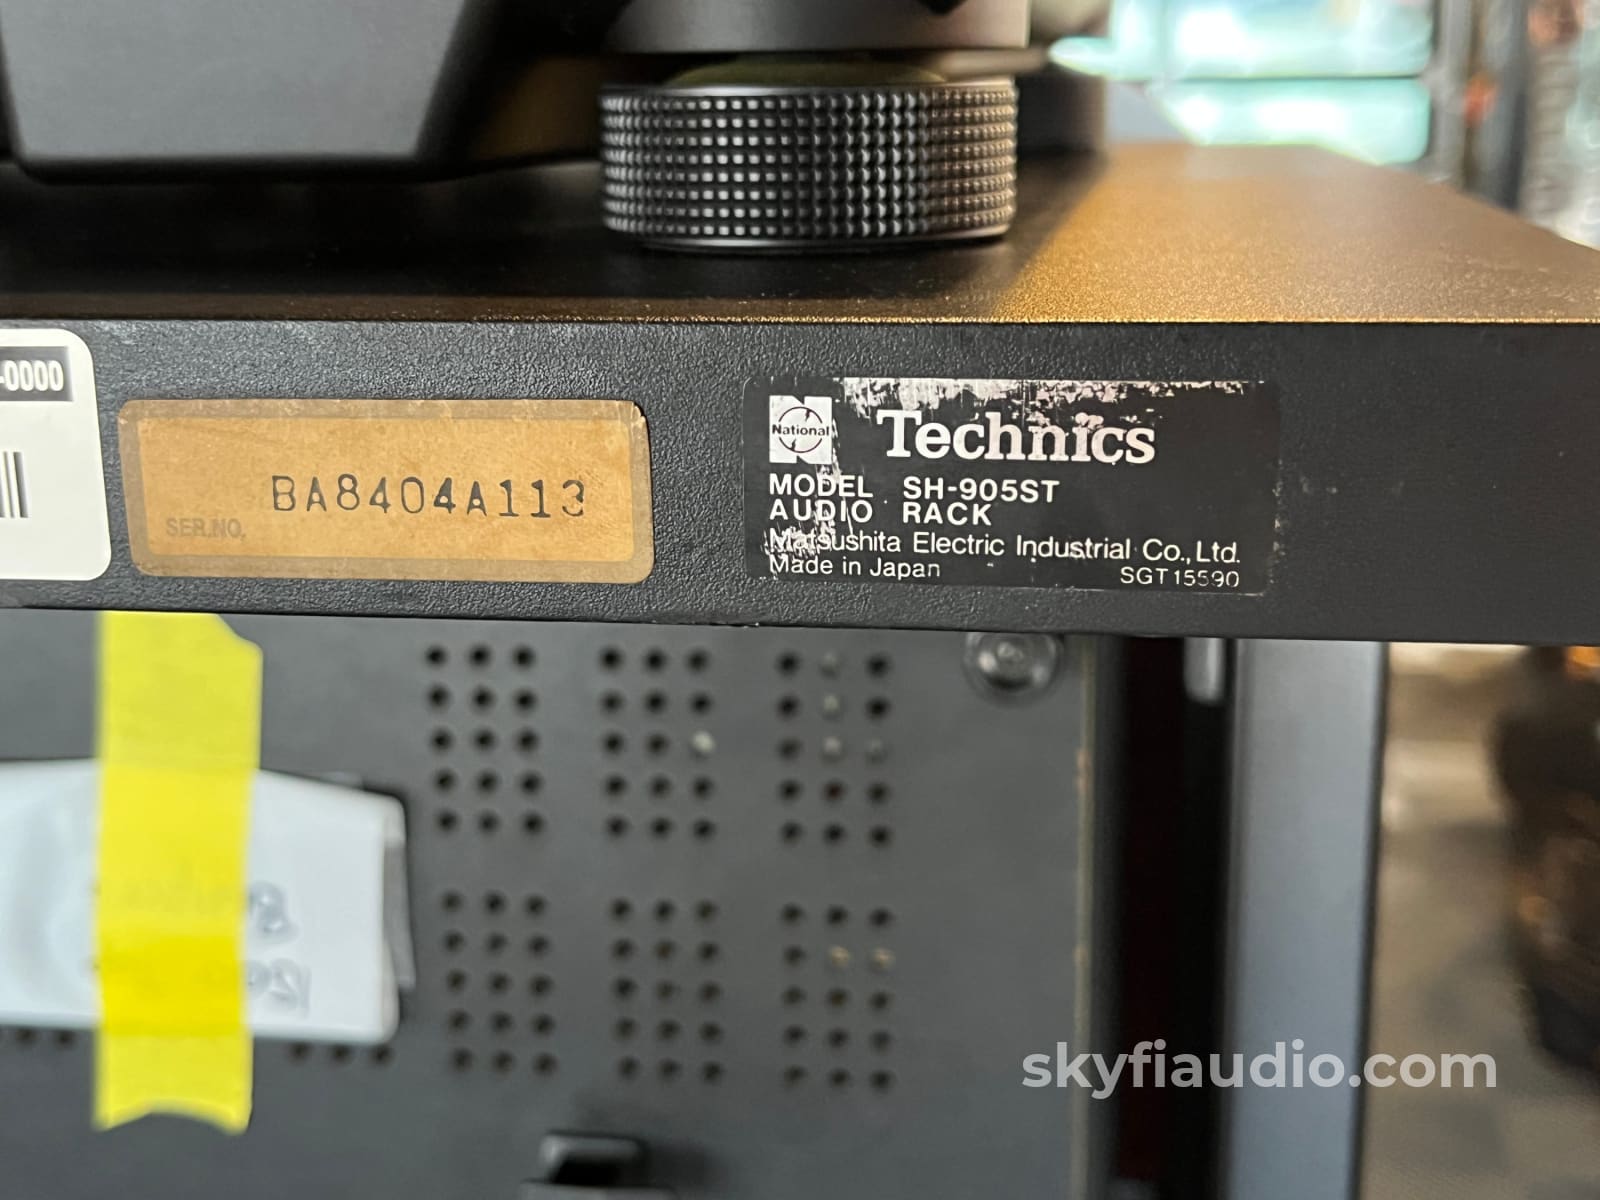 -0000
BA8404A113
SER.NO.
National
Technics
MODEL SH-905ST
AUDIO RACK
Matsushita Electric Industrial Co., Ltd.
Made in Japan SGT15590
skyfiaudio.com